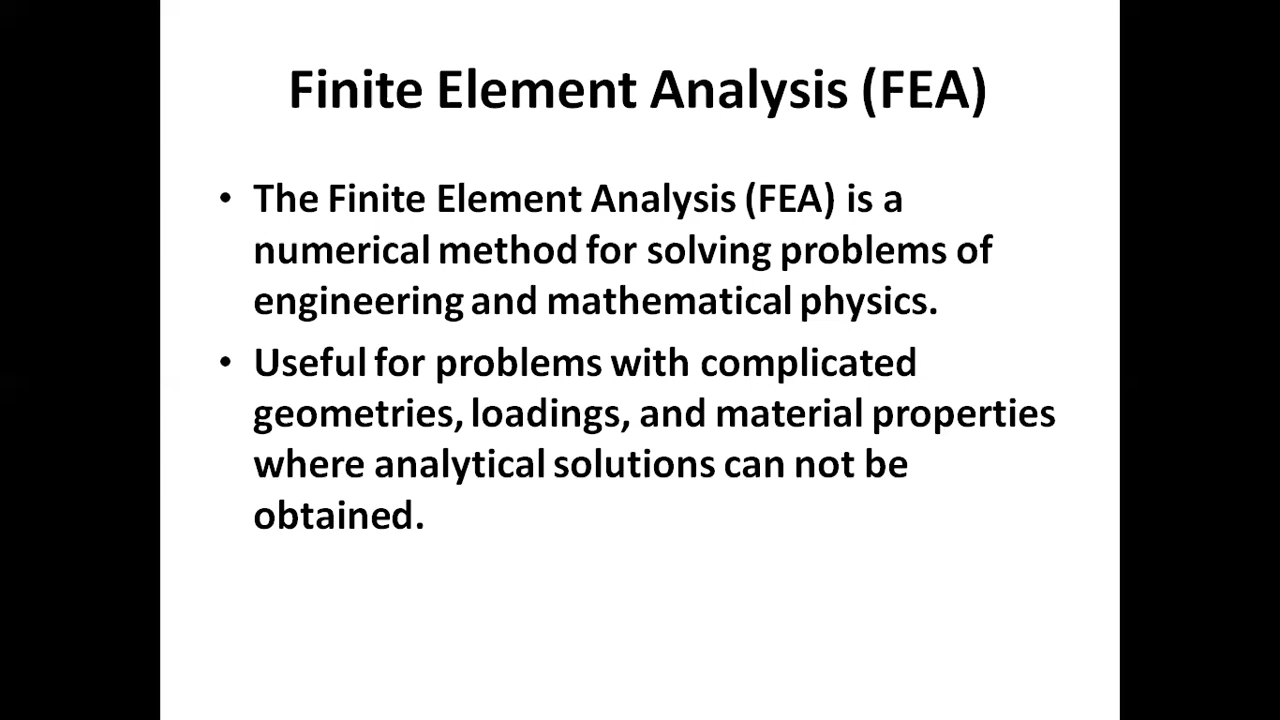 Finite Element Analysis (FEA)
• The Finite Element Analysis (FEA) is a
numerical method for solving problems of
engineering and mathematical physics.
• Useful for problems with complicated
geometries, loadings, and material properties
where analytical solutions can not be
obtained.